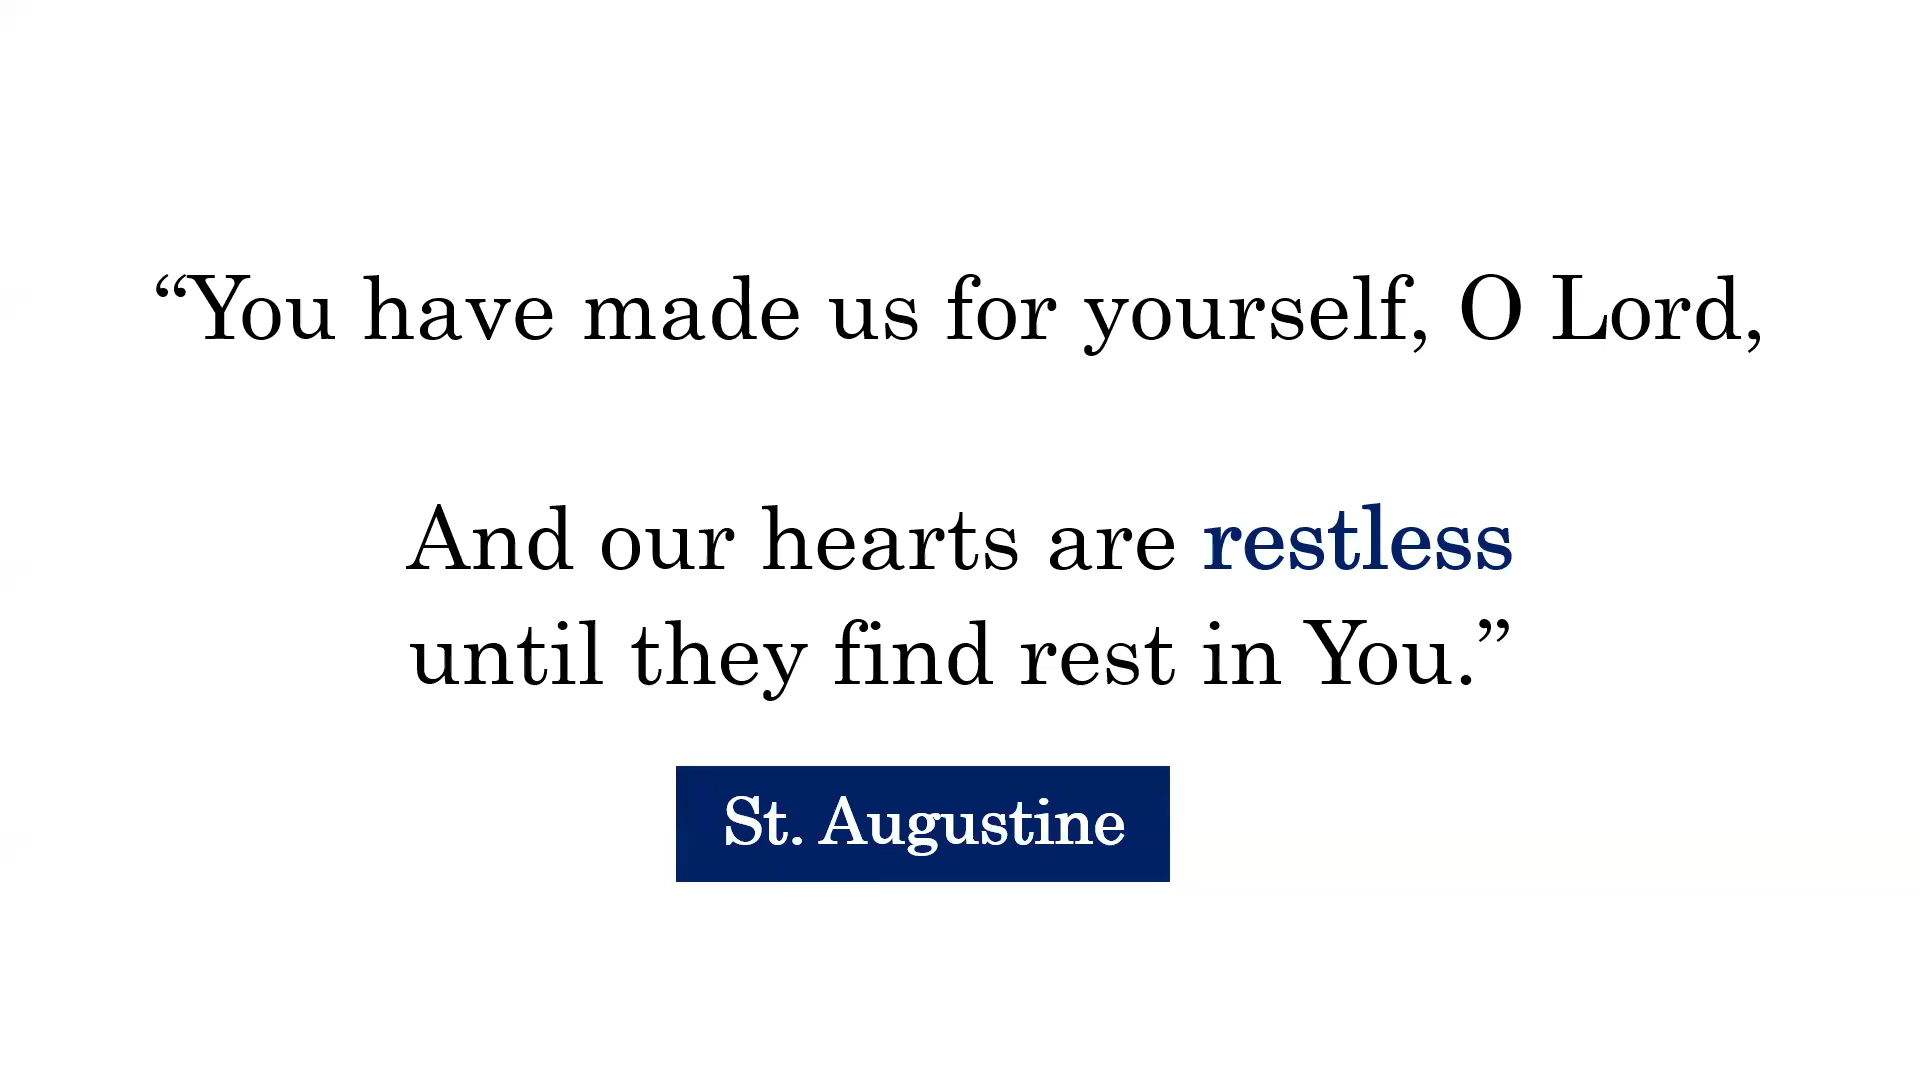 “You have made us for yourself, O Lord,
And our hearts are restless
until they find rest in You.”
St. Augustine